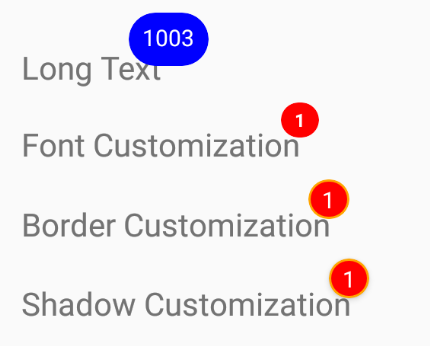 1003
Long Text
1
Font Customization
1
Border Customization
1
Shadow Customization